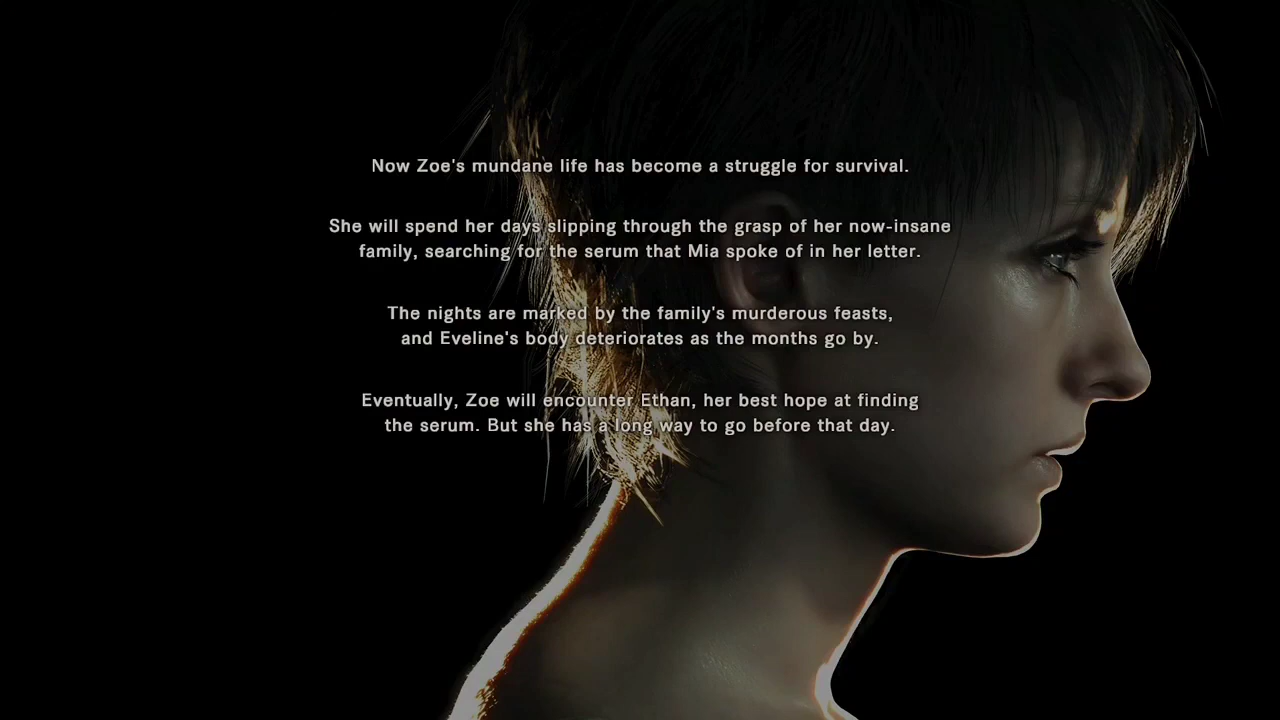 Now Zoe's mundane life has become a struggle for survival.
She will spend her days slipping through the grasp of her now-insane
family, searching for the serum that Mia spoke of in her letter.
The nights are marked by the family's murderous feasts,
and Eveline's body deteriorates as the months go by.
Eventually, Zoe will encounter Ethan, her best hope at finding
the serum. But she has a long way to go before that day.